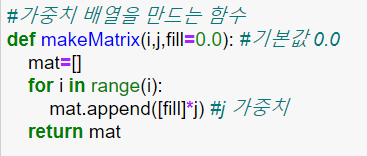 #가중치 배열을 만드는 함수
def makeMatrix(i,j,fill=0.0): #기본값 0.0
    mat=[]
    for i in range(i):
        mat.append([fill]*j) #j 가중치
    return mat